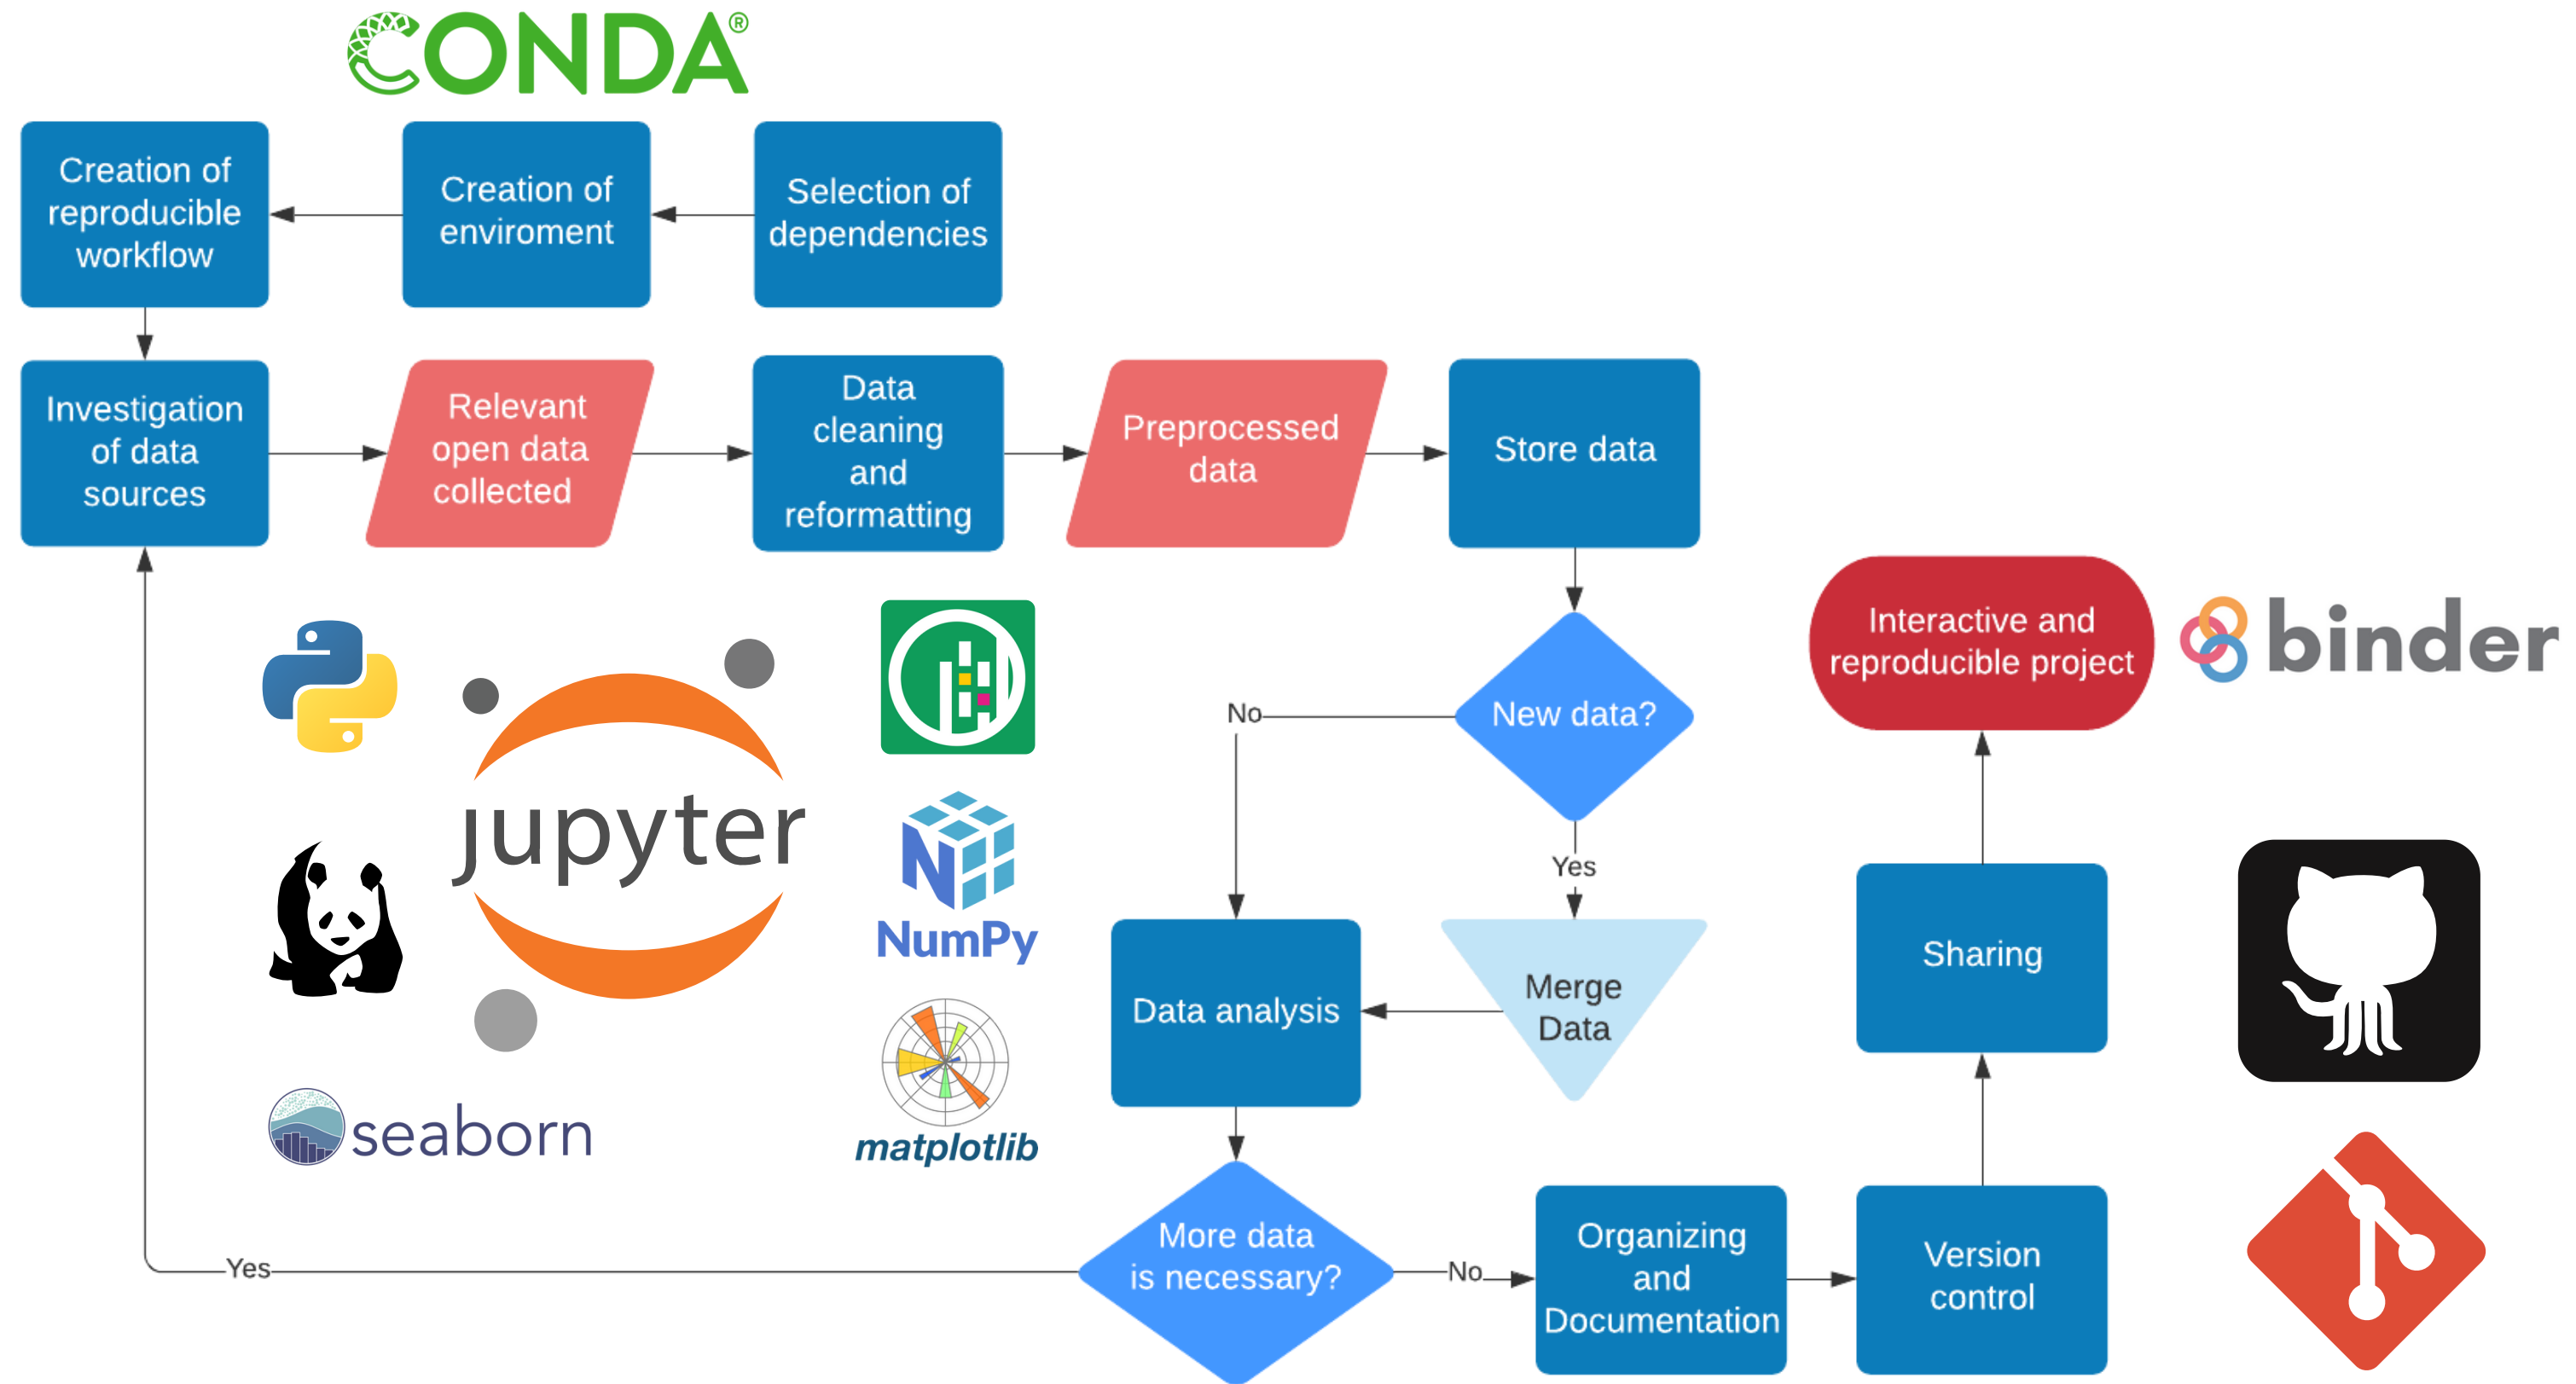 CONDA®
Creation of
reproducible
workflow
Creation of
enviroment
Selection of
dependencies
Investigation
of data
sources
Relevant
open data
collected
Data
cleaning
and
reformatting
Preprocessed
data
Store data
New data?
No
Yes
Merge
Data
Data analysis
More data
is necessary?
Yes
No
Organizing
and
Documentation
Version
control
Sharing
Interactive and
reproducible project
binder
jupyter
NumPy
matplotlib
seaborn